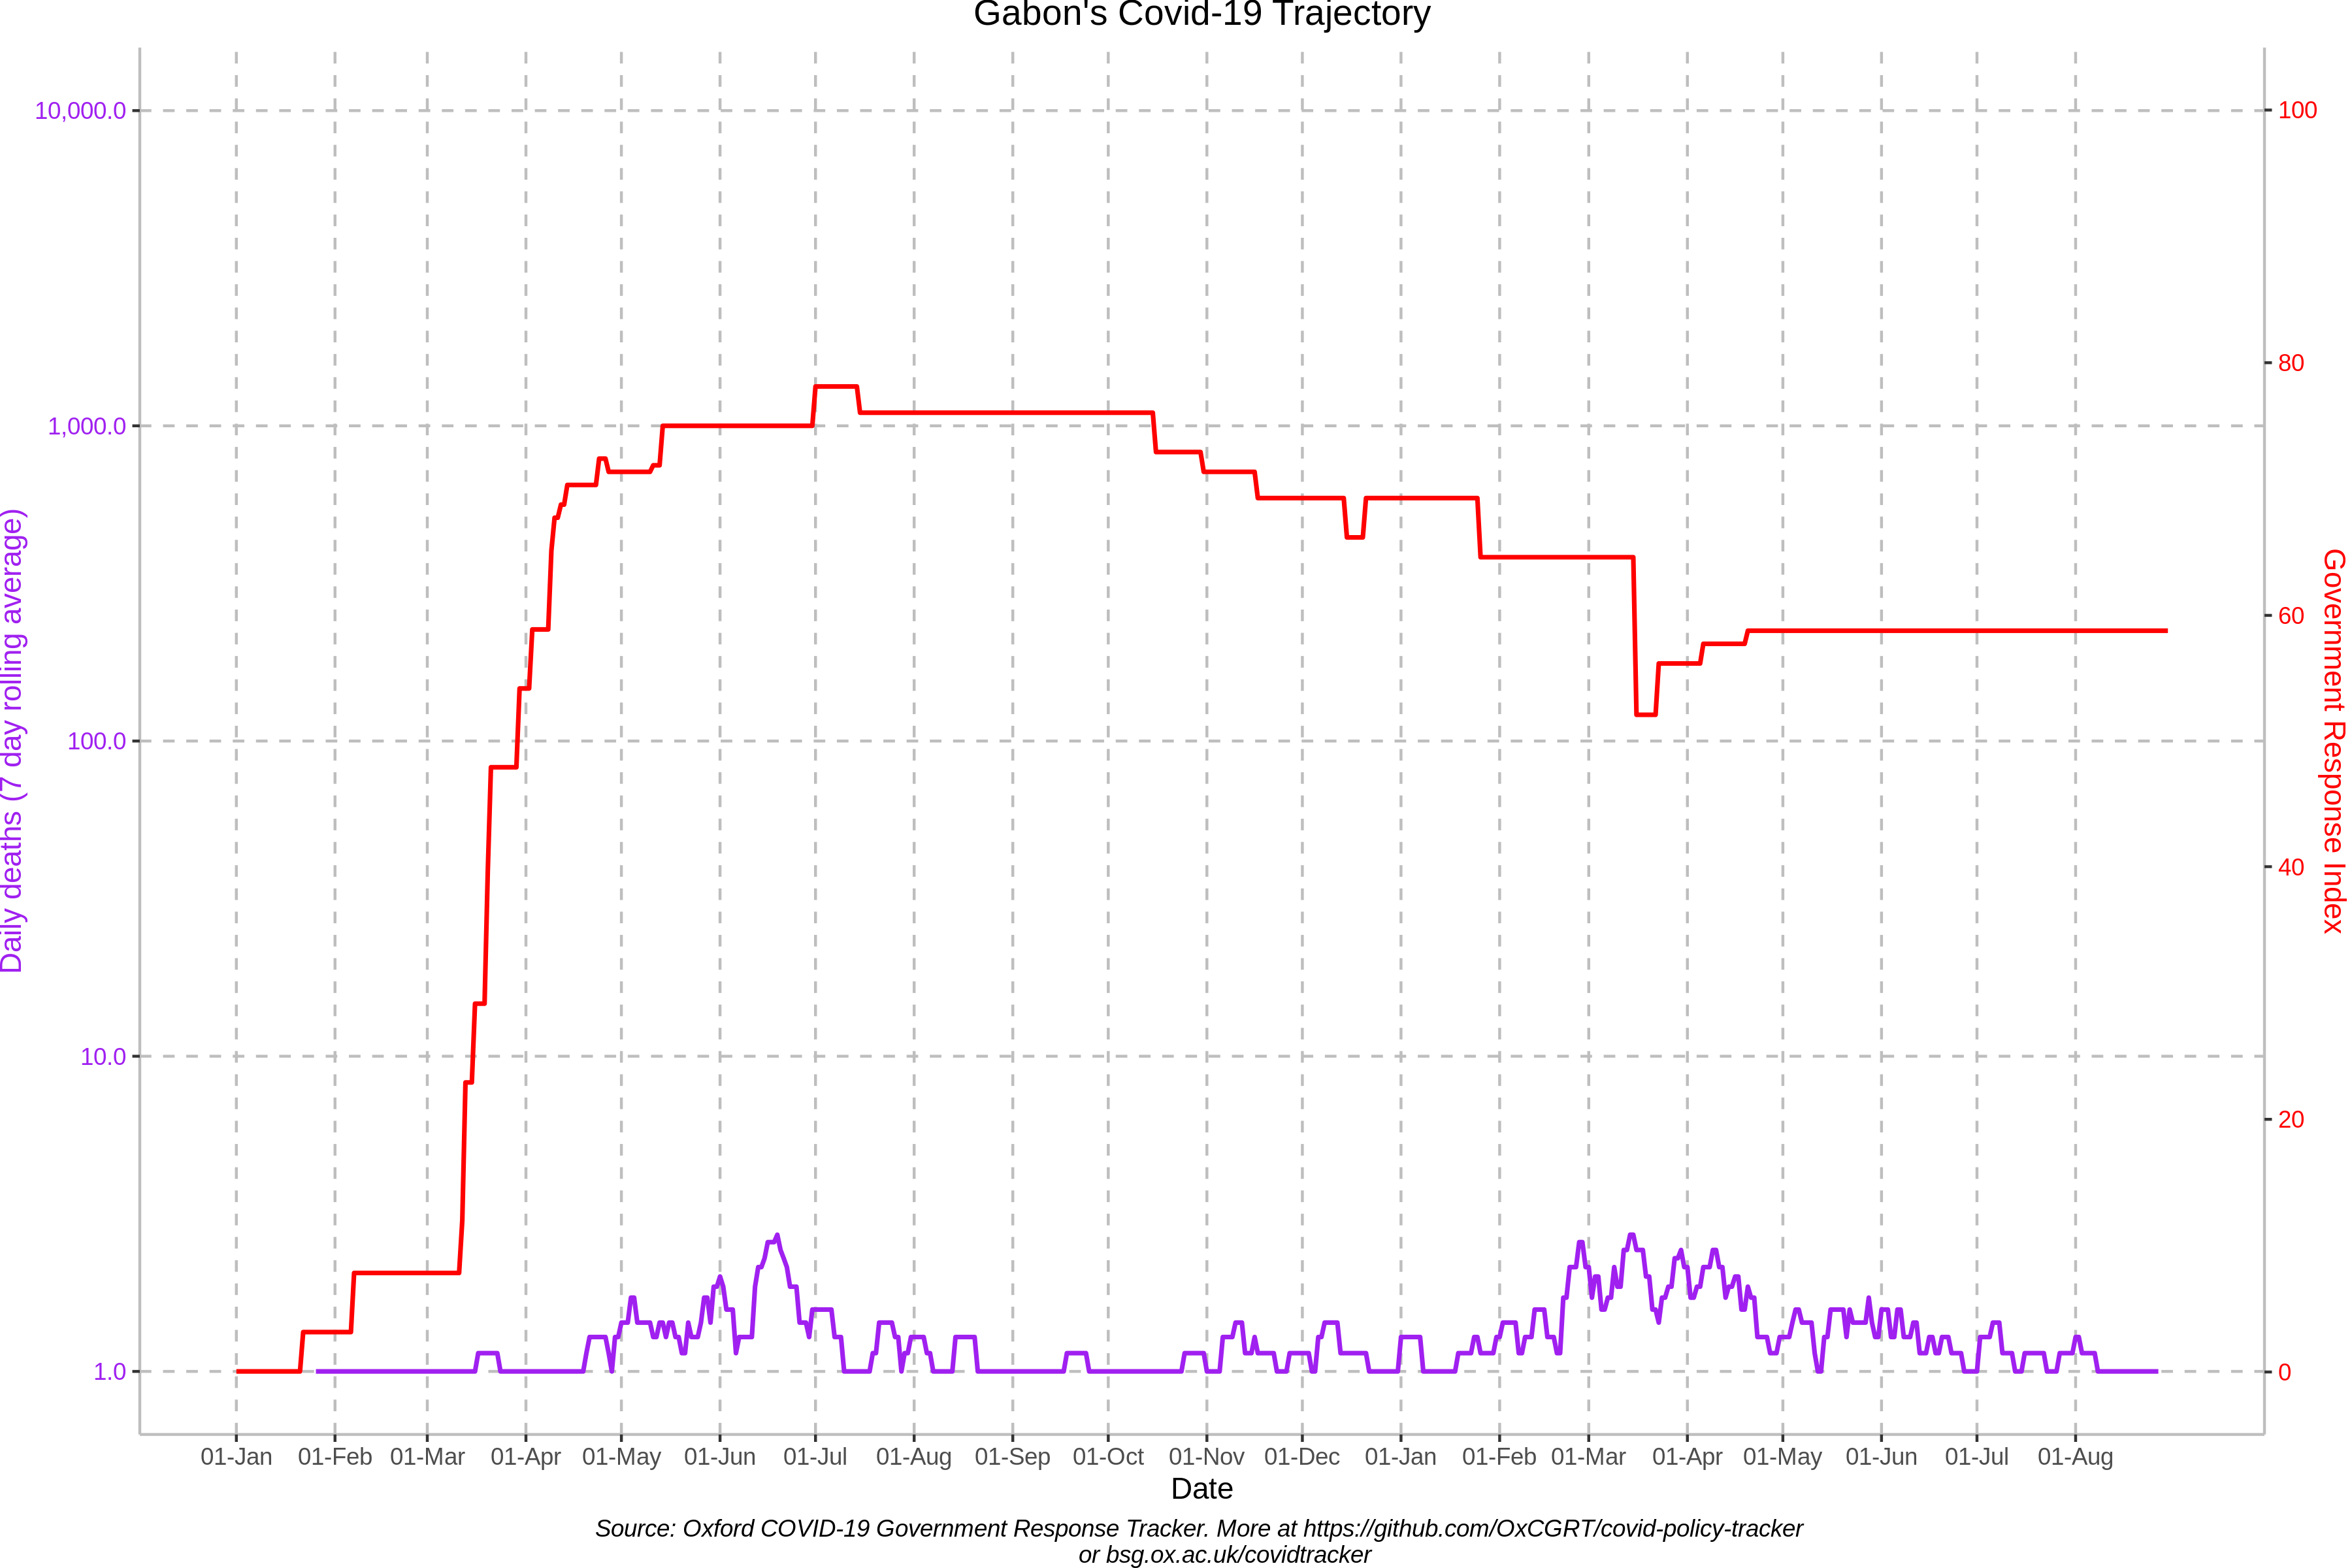 Gabon's Covid-19 Trajectory
10,000.0
1,000.0
100.0
10.0
1.0
Daily deaths (7 day rolling average)
100
80
60
40
20
0
Government Response Index
01-Jan 01-Feb 01-Mar 01-Apr 01-May 01-Jun 01-Jul 01-Aug 01-Sep 01-Oct 01-Nov 01-Dec 01-Jan 01-Feb 01-Mar 01-Apr 01-May 01-Jun 01-Jul 01-Aug
Date
Source: Oxford COVID-19 Government Response Tracker. More at https://github.com/OxCGRT/covid-policy-tracker
or bsg.ox.ac.uk/covidtracker